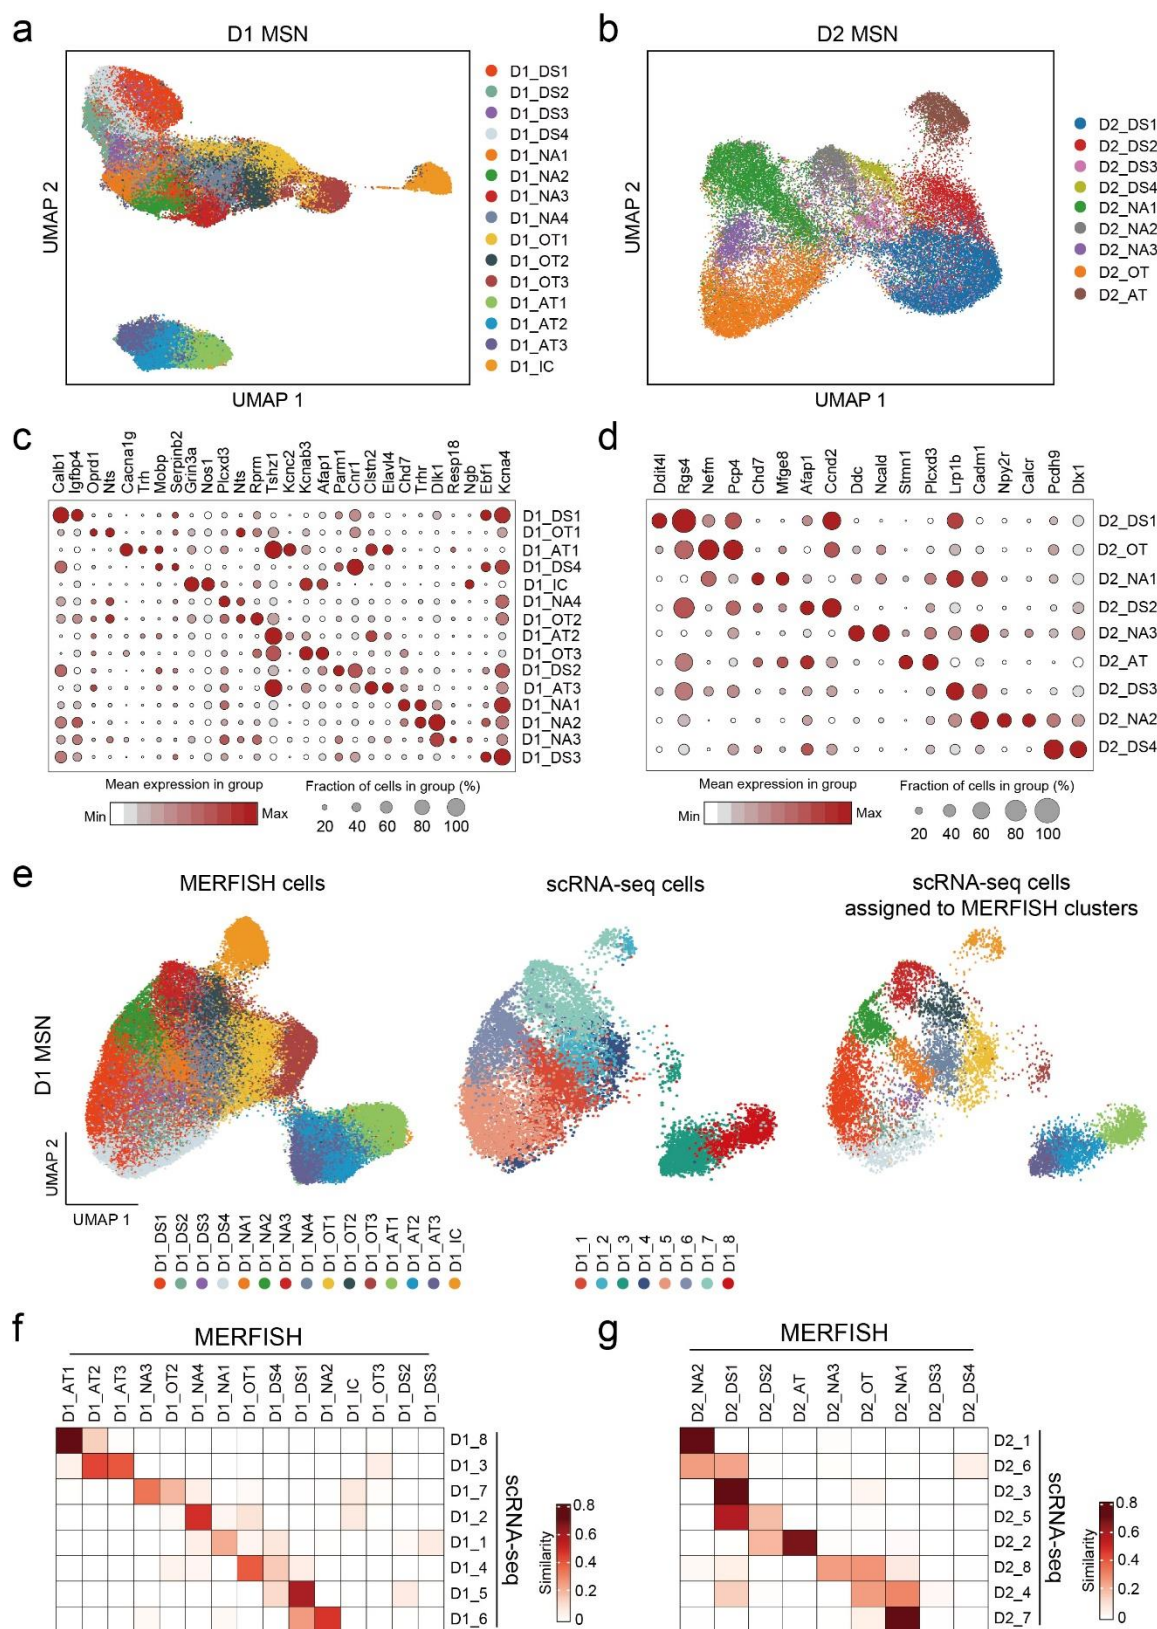 a
D1 MSN
UMAP 2
UMAP 1
D1_DS1
D1_DS2
D1_DS3
D1_DS4
D1_NA1
D1_NA2
D1_NA3
D1_NA4
D1_OT1
D1_OT2
D1_OT3
D1_AT1
D1_AT2
D1_AT3
D1_IC
b
D2 MSN
UMAP 2
UMAP 1
D2_DS1
D2_DS2
D2_DS3
D2_DS4
D2_NA1
D2_NA2
D2_NA3
D2_OT
D2_AT
c
Calb1
Igfbp4
Oprd1
Nts
Cacna1g
Trh
Mobp
Serpinb2
Grin3a
Nos1
Plcxd3
Nts
Rprm
Tshz1
Kcnc2
Kcnab3
Afap1
Parm1
Cnr1
Clstn2
Elavl4
Chd7
Trhr
Dlk1
Resp18
Ngb
Ebf1
Kcna4
D1_DS1
D1_OT1
D1_AT1
D1_DS4
D1_IC
D1_NA4
D1_OT2
D1_AT2
D1_OT3
D1_DS2
D1_AT3
D1_NA1
D1_NA2
D1_NA3
D1_DS3
Mean expression in group
Min
Max
Fraction of cells in group (%)
20 40 60 80 100
d
Ddit4l
Rgs4
Nefm
Pcp4
Chd7
Mfge8
Afap1
Ccnd2
Ddc
Ncald
Stmn1
Plcxd3
Lrp1b
Cadm1
Npy2r
Calcr
Pcdh9
Dlx1
D2_DS1
D2_OT
D2_NA1
D2_DS2
D2_NA3
D2_AT
D2_DS3
D2_NA2
D2_DS4
Mean expression in group
Min
Max
Fraction of cells in group (%)
20 40 60 80 100
e
MERFISH cells
scRNA-seq cells
scRNA-seq cells
assigned to MERFISH clusters
D1 MSN
UMAP 2
UMAP 1
D1_DS1
D1_DS2
D1_DS3
D1_DS4
D1_NA1
D1_NA2
D1_NA3
D1_NA4
D1_OT1
D1_OT2
D1_OT3
D1_AT1
D1_AT2
D1_AT3
D1_IC
D1_1
D1_2
D1_3
D1_4
D1_5
D1_6
D1_7
D1_8
f
MERFISH
D1_AT1
D1_AT2
D1_AT3
D1_NA3
D1_OT2
D1_NA4
D1_NA1
D1_OT1
D1_DS4
D1_DS1
D1_NA2
D1_IC
D1_OT3
D1_DS2
D1_DS3
D1_8
D1_3
D1_7
D1_2
D1_1
D1_4
D1_5
D1_6
scRNA-seq
Similarity
0.8
0.6
0.4
0.2
0
g
MERFISH
D2_NA2
D2_DS1
D2_DS2
D2_AT
D2_NA3
D2_OT
D2_NA1
D2_DS3
D2_DS4
D2_1
D2_6
D2_3
D2_5
D2_2
D2_8
D2_4
D2_7
scRNA-seq
Similarity
0.8
0.6
0.4
0.2
0